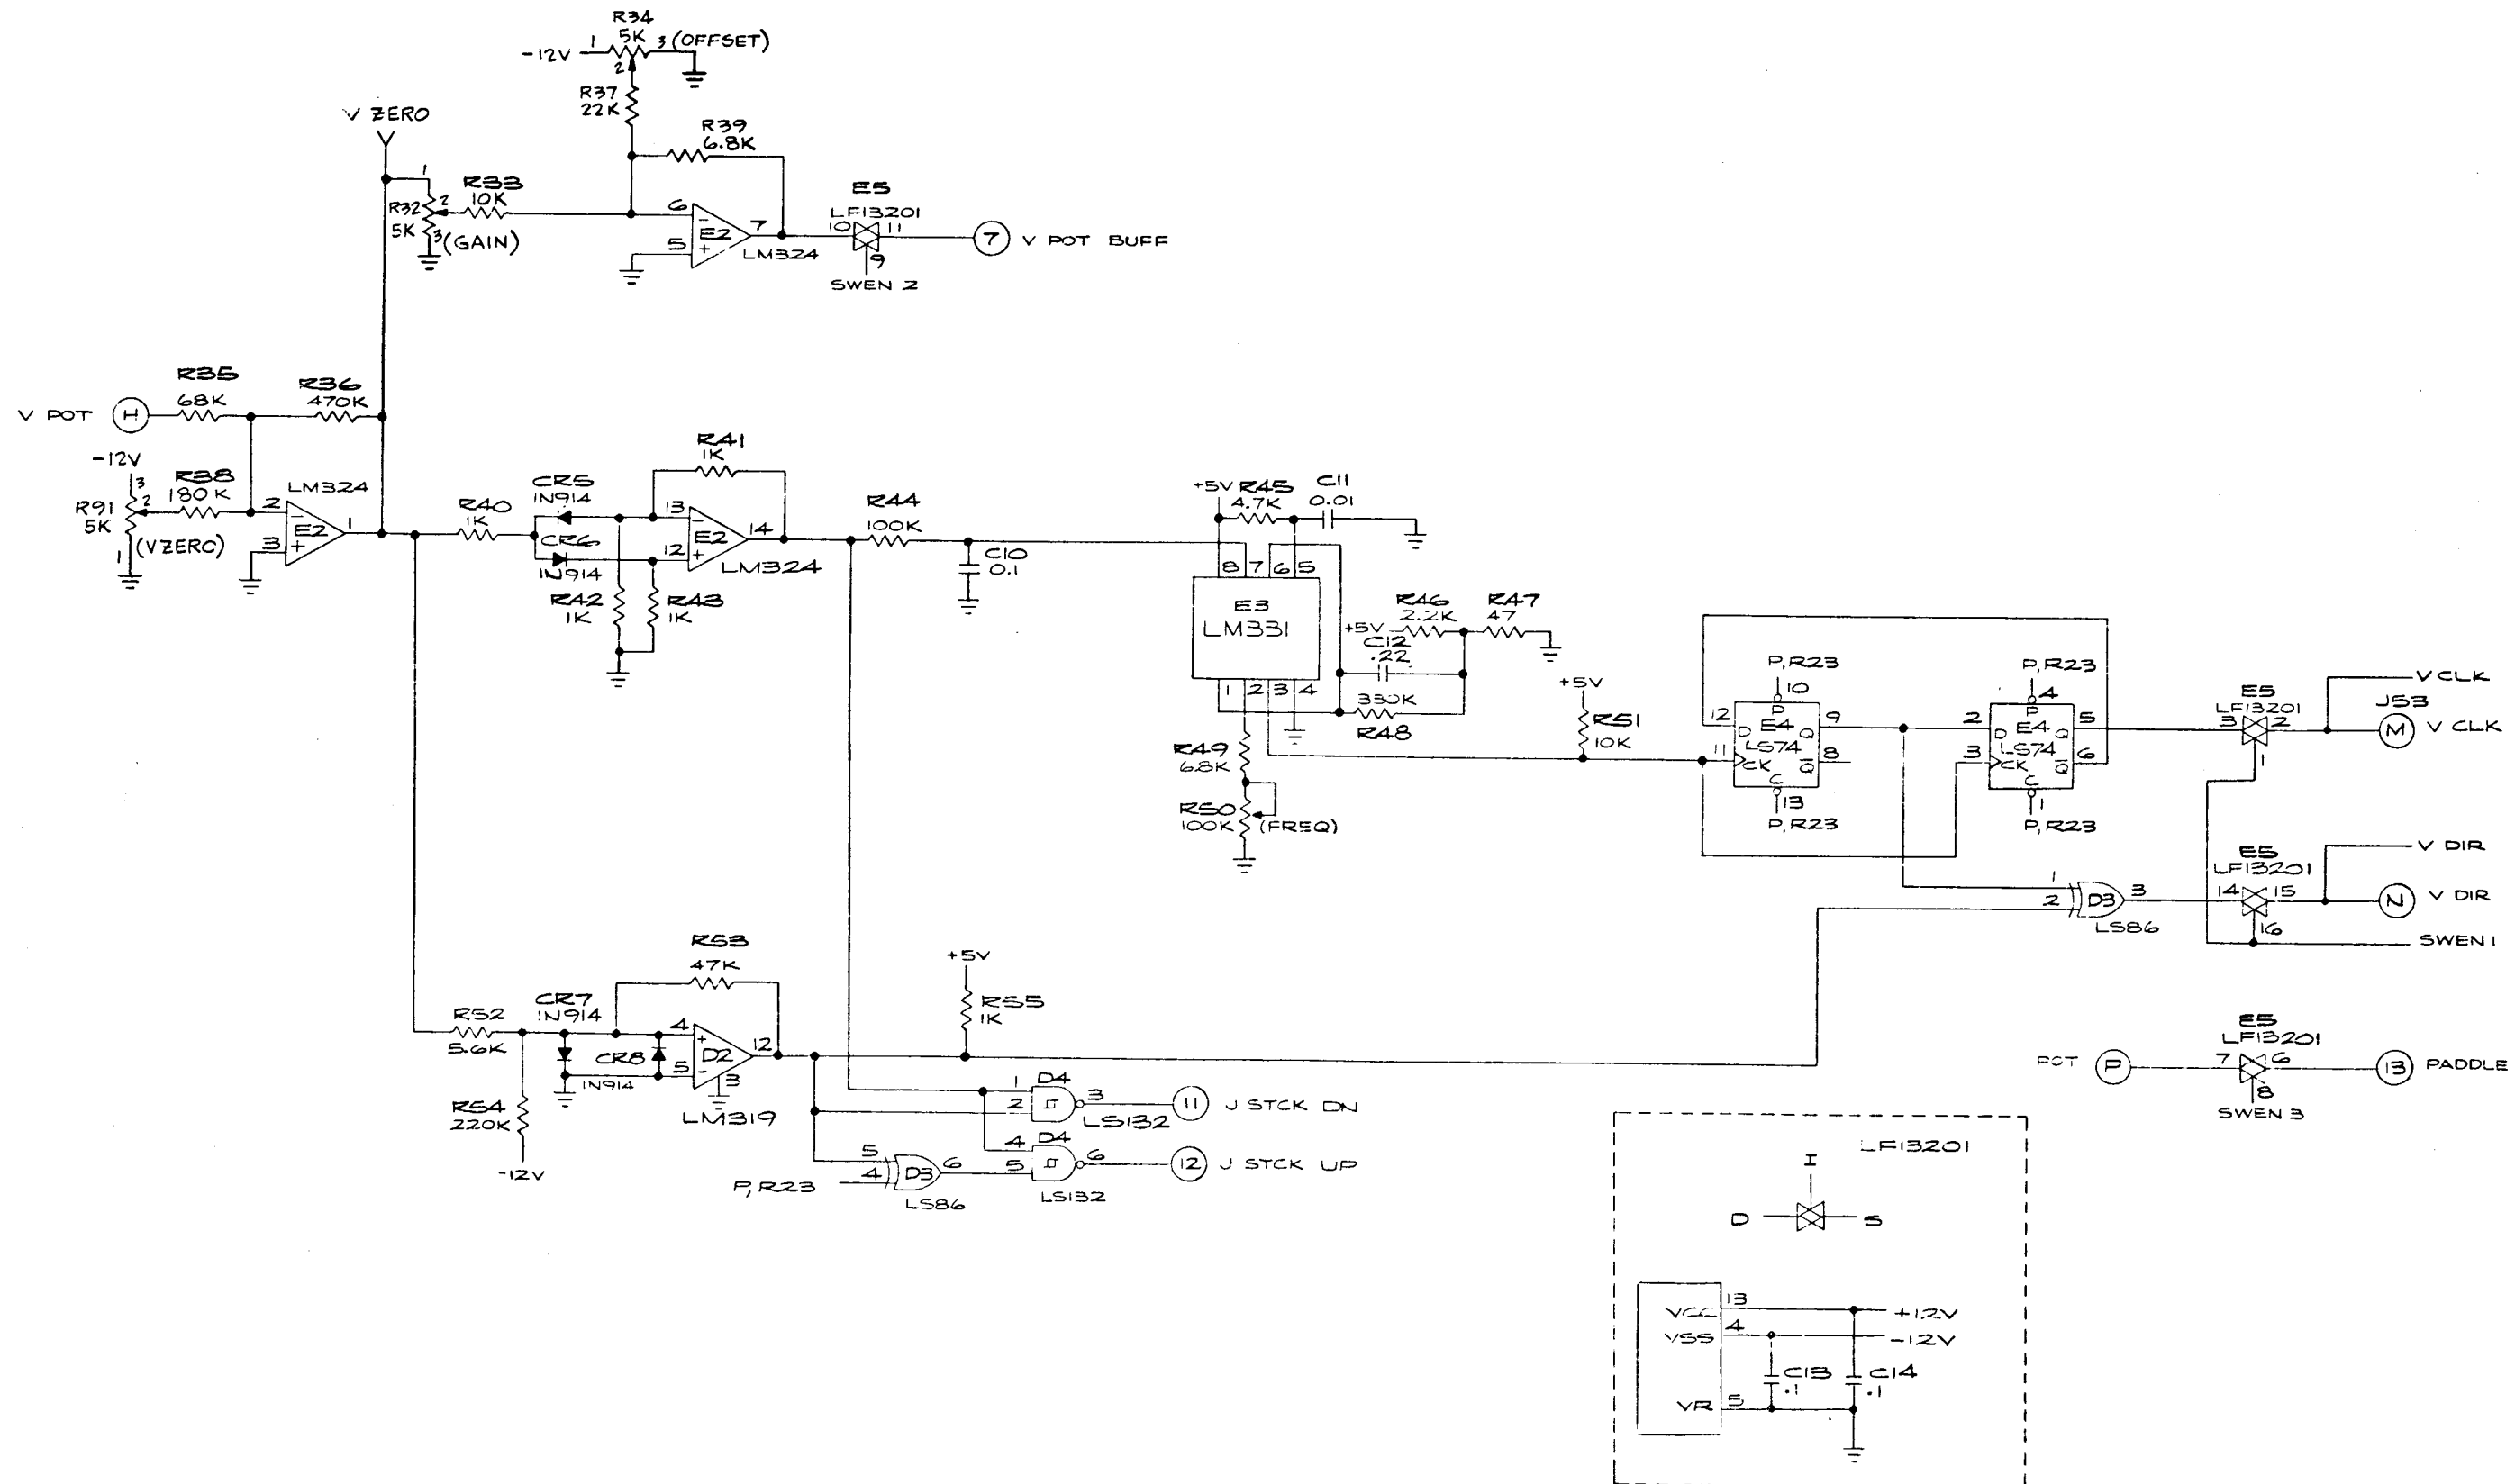 R34
5K
-12V 1 3 (OFFSET)
2
R37
22K
V ZERO
R39
6.8K
1
R33
10K
R32 2
5K
3 (GAIN)
6
-
E2
5
+
7
LM324
E5
LF13201
10 11
9
SWEN 2
7 V POT BUFF
R35
68K
R36
470K
V POT H
-12V
3
R38
180K
R91 2
5K
(VZERO)
1
LM324
2
-
E2
3
+
1
R40
1K
CR5
1N914
CR6
1N914
R41
1K
13
-
E2
12
+
14
LM324
R42
1K
R43
1K
R44
100K
C10
0.1
+5V R45
4.7K
C11
0.01
8 7 6 5
E3
LM331
1 2 3 4
R46
2.2K
R47
47
+5V
C12
.22
330K
R48
R49
6.8K
R50
100K (FREQ)
+5V
R51
10K
P,R23
10
P
12 D E4 Q 9
LS74
11 CK Q 8
C
13
P,R23
P,R23
4
P
2 D E4 Q 5
LS74
3 CK Q 6
C
1
P,R23
E5
LF13201
3 2
1
V CLK
J53
M V CLK
E5
LF13201
14 15
16
V DIR
N V DIR
SWEN 1
1
2 D3 3
LS86
R53
47K
R52
5.6K
CR7
1N914
CR8
1N914
4
+
D2
5
-
12
3
LM319
R54
220K
-12V
+5V
R55
1K
1 D4
2 3
LS132
11 J STCK DN
4 D4
5 6
LS132
12 J STCK UP
5
4 D3 6
LS86
P,R23
E5
LF13201
POT P 7 6 13 PADDLE
8
SWEN 3
LF13201
I
D S
VCC 13 +12V
VSS 4 -12V
C13
.1
C14
.1
VR 5